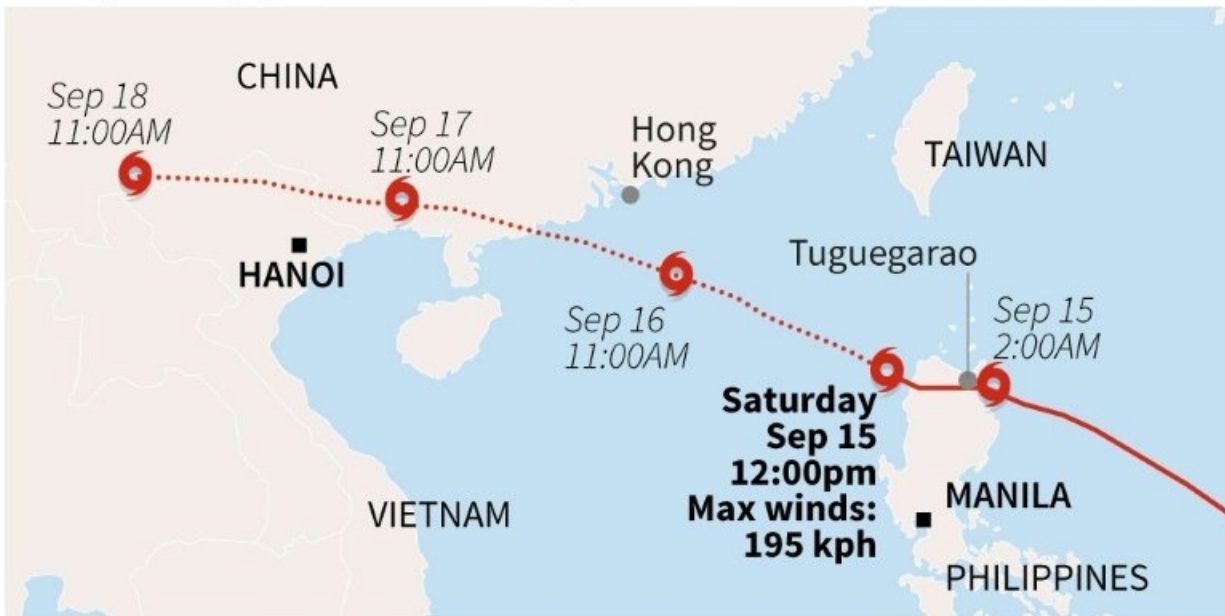 CHINA
Sep 18
11:00AM
Sep 17
11:00AM
Hong
Kong
TAIWAN
HANOI
Tuguegarao
Sep 16
11:00AM
Sep 15
2:00AM
Saturday
Sep 15
12:00pm
Max winds:
195 kph
VIETNAM
MANILA
PHILIPPINES